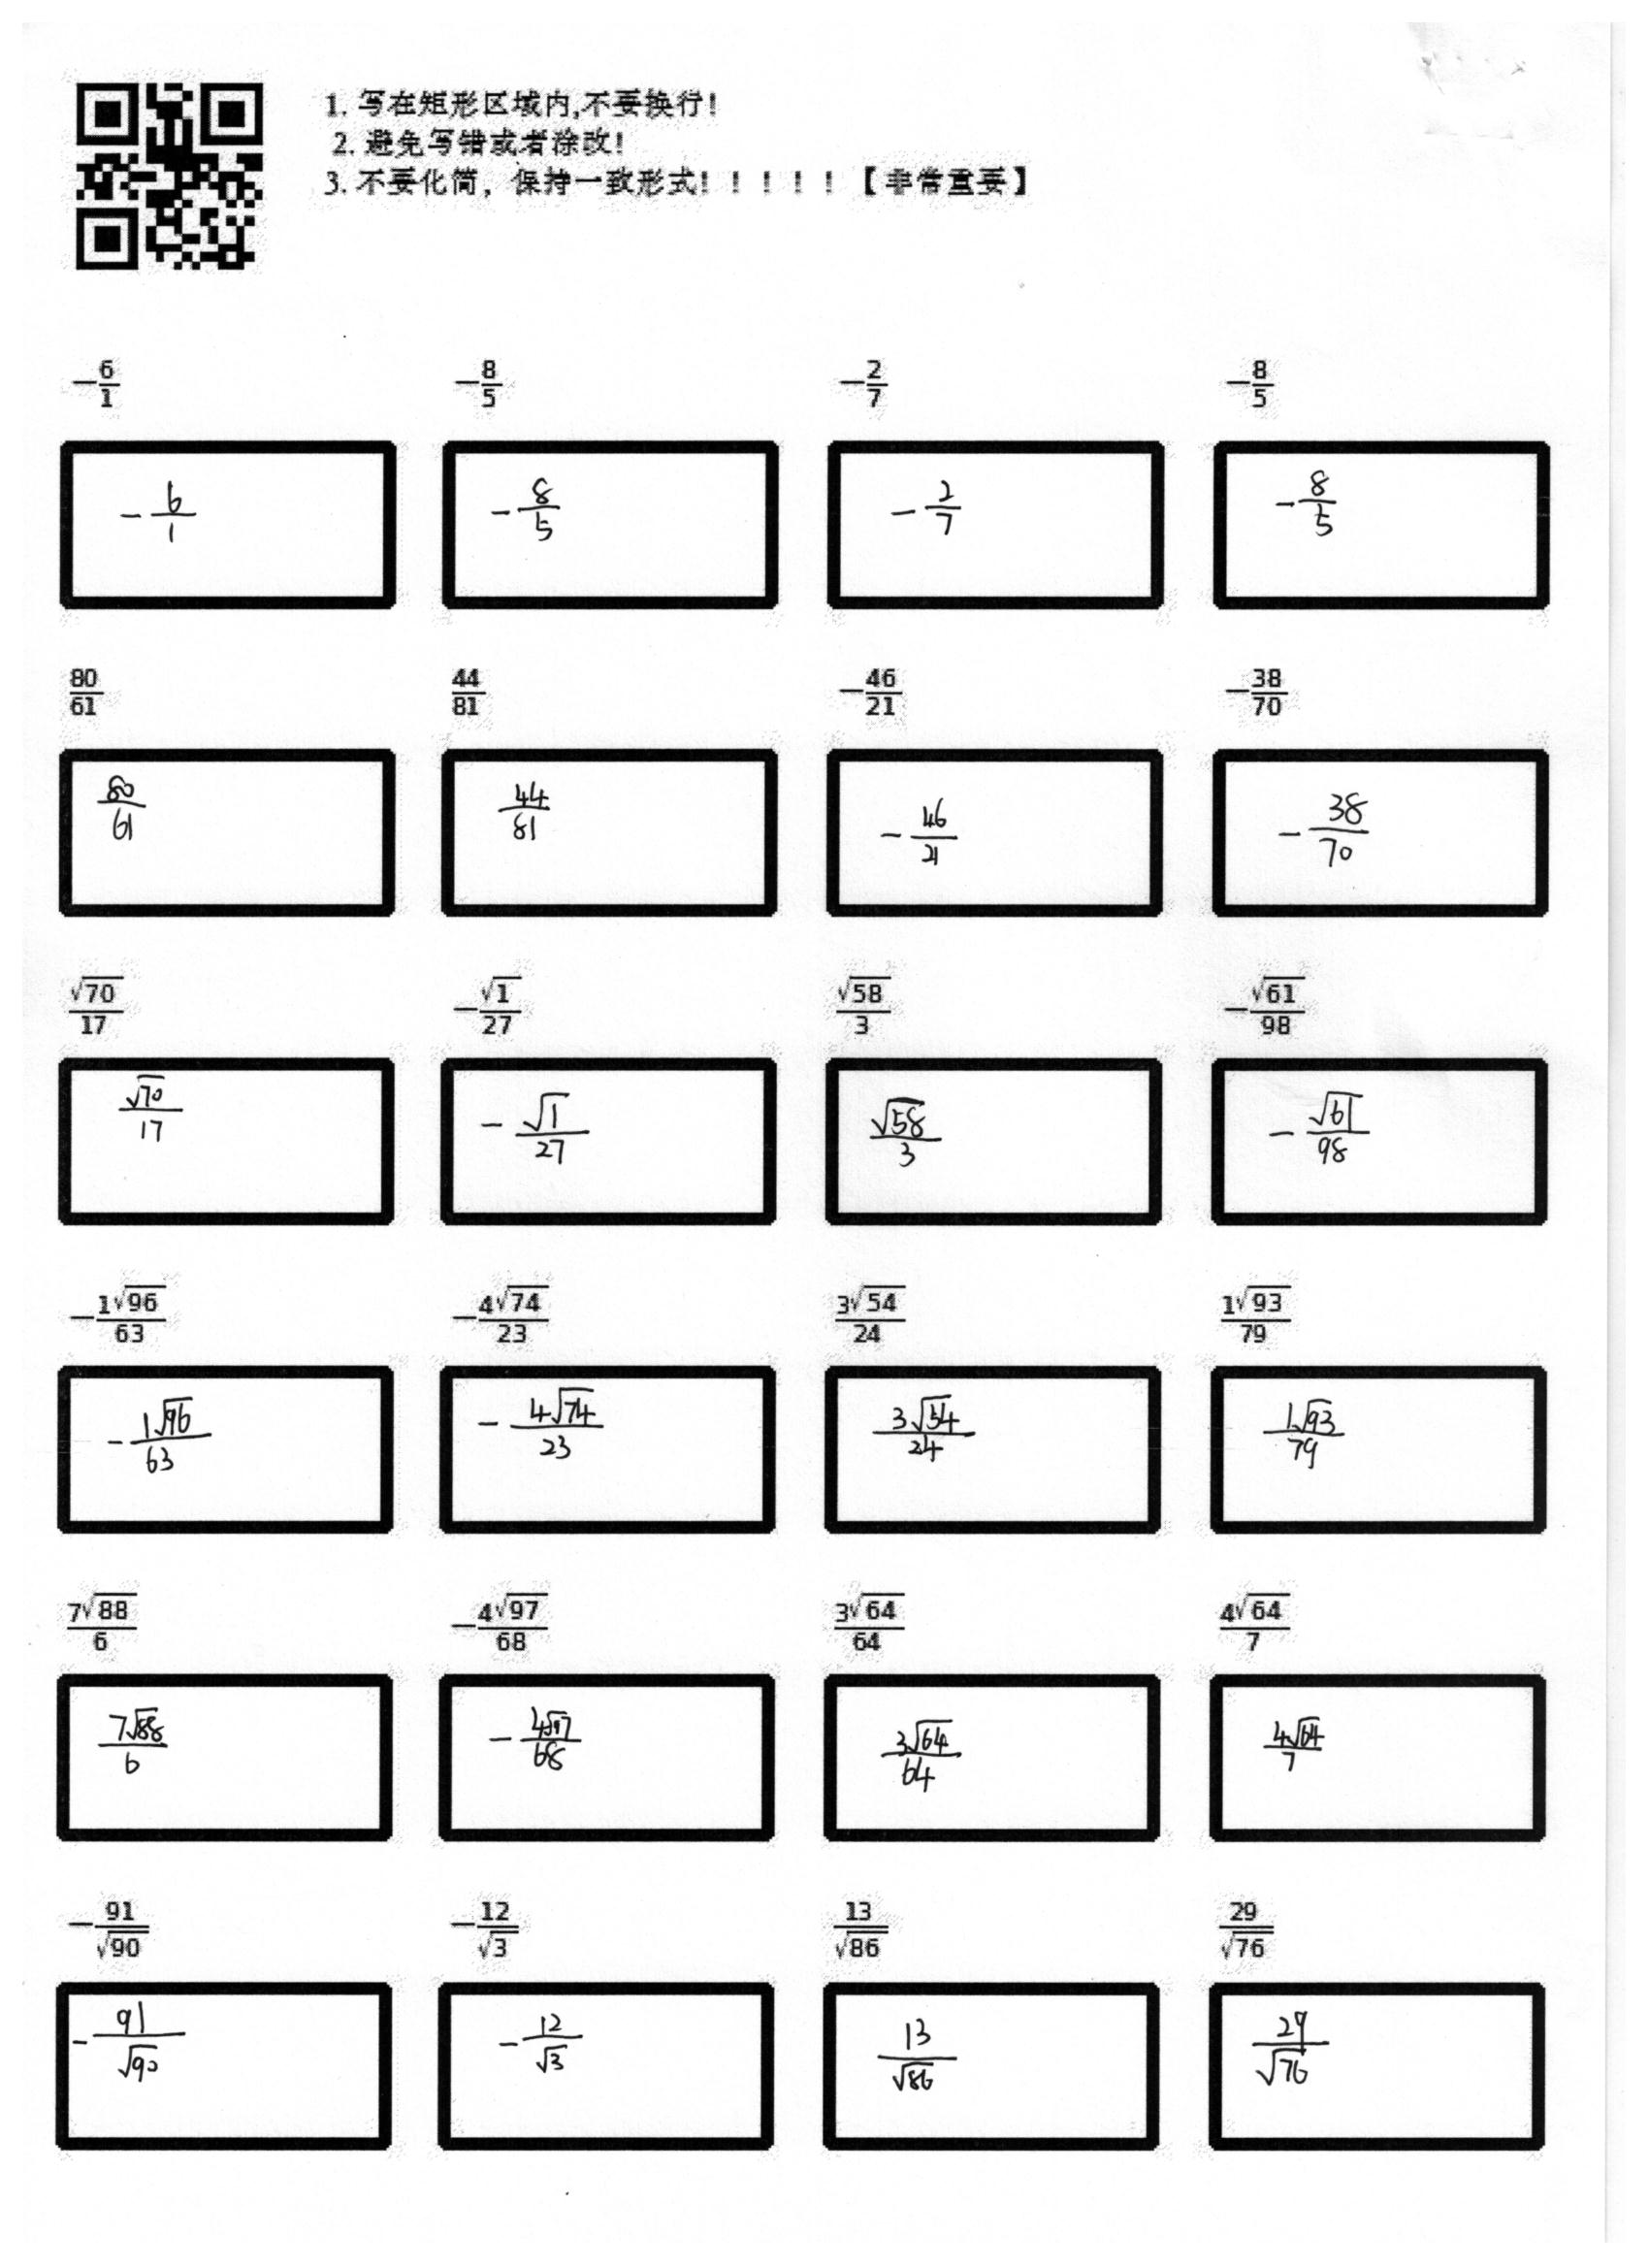 1. 写在矩形区域内,不要换行!
2. 避免写错或者涂改!
3. 不要化简，保持一致形式! ! ! ! ! 【非常重要】
-\frac{6}{1} -\frac{8}{5} -\frac{2}{7} -\frac{8}{5}
-\frac{6}{1} -\frac{8}{5} -\frac{2}{7} -\frac{8}{5}
\frac{80}{61} \frac{44}{81} -\frac{46}{21} -\frac{38}{70}
\frac{80}{61} \frac{44}{81} -\frac{46}{21} -\frac{38}{70}
\frac{\sqrt{70}}{17} -\frac{\sqrt{1}}{27} \frac{\sqrt{58}}{3} -\frac{\sqrt{61}}{98}
\frac{\sqrt{70}}{17} -\frac{\sqrt{1}}{27} \frac{\sqrt{58}}{3} -\frac{\sqrt{61}}{98}
-\frac{1\sqrt{96}}{63} -\frac{4\sqrt{74}}{23} \frac{3\sqrt{54}}{24} \frac{1\sqrt{93}}{79}
-\frac{1\sqrt{96}}{63} -\frac{4\sqrt{74}}{23} \frac{3\sqrt{54}}{24} \frac{1\sqrt{93}}{79}
\frac{7\sqrt{88}}{6} -\frac{4\sqrt{97}}{68} \frac{3\sqrt{64}}{64} \frac{4\sqrt{64}}{7}
\frac{7\sqrt{88}}{6} -\frac{4\sqrt{97}}{68} \frac{3\sqrt{64}}{64} \frac{4\sqrt{64}}{7}
-\frac{91}{\sqrt{90}} -\frac{12}{\sqrt{3}} \frac{13}{\sqrt{86}} \frac{29}{\sqrt{76}}
-\frac{91}{\sqrt{90}} -\frac{12}{\sqrt{3}} \frac{13}{\sqrt{86}} \frac{29}{\sqrt{76}}